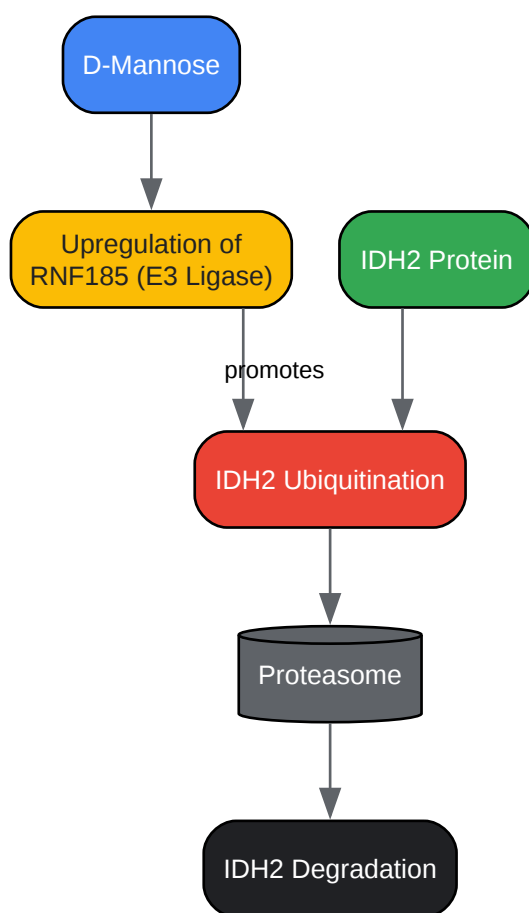 D-Mannose
Upregulation of
RNF185 (E3 Ligase)
IDH2 Protein
promotes
IDH2 Ubiquitination
Proteasome
IDH2 Degradation